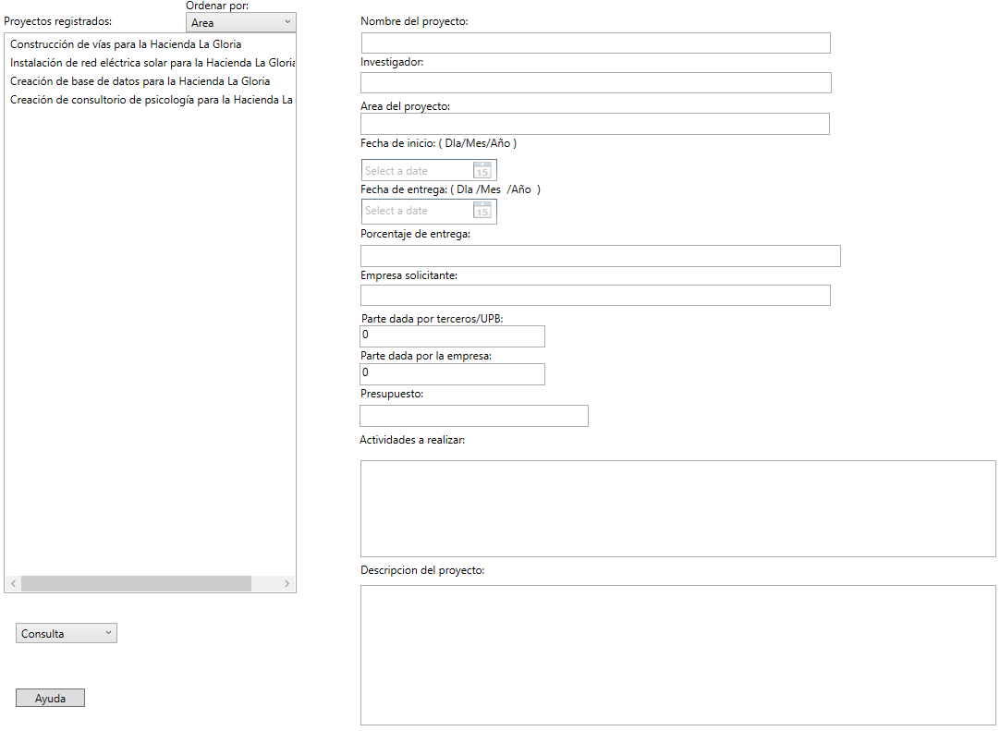 Ordenar por:
Proyectos registrados:
Area
Construcción de vías para la Hacienda La Gloria
Instalación de red eléctrica solar para la Hacienda La Gloria
Creación de base de datos para la Hacienda La Gloria
Creación de consultorio de psicología para la Hacienda La
Consulta
Ayuda
Nombre del proyecto:
Investigador:
Area del proyecto:
Fecha de inicio: ( DIa/Mes/Año )
Select a date
15
Fecha de entrega: ( DIa /Mes /Año )
Select a date
15
Porcentaje de entrega:
Empresa solicitante:
Parte dada por terceros/UPB:
0
Parte dada por la empresa:
0
Presupuesto:
Actividades a realizar:
Descripcion del proyecto: